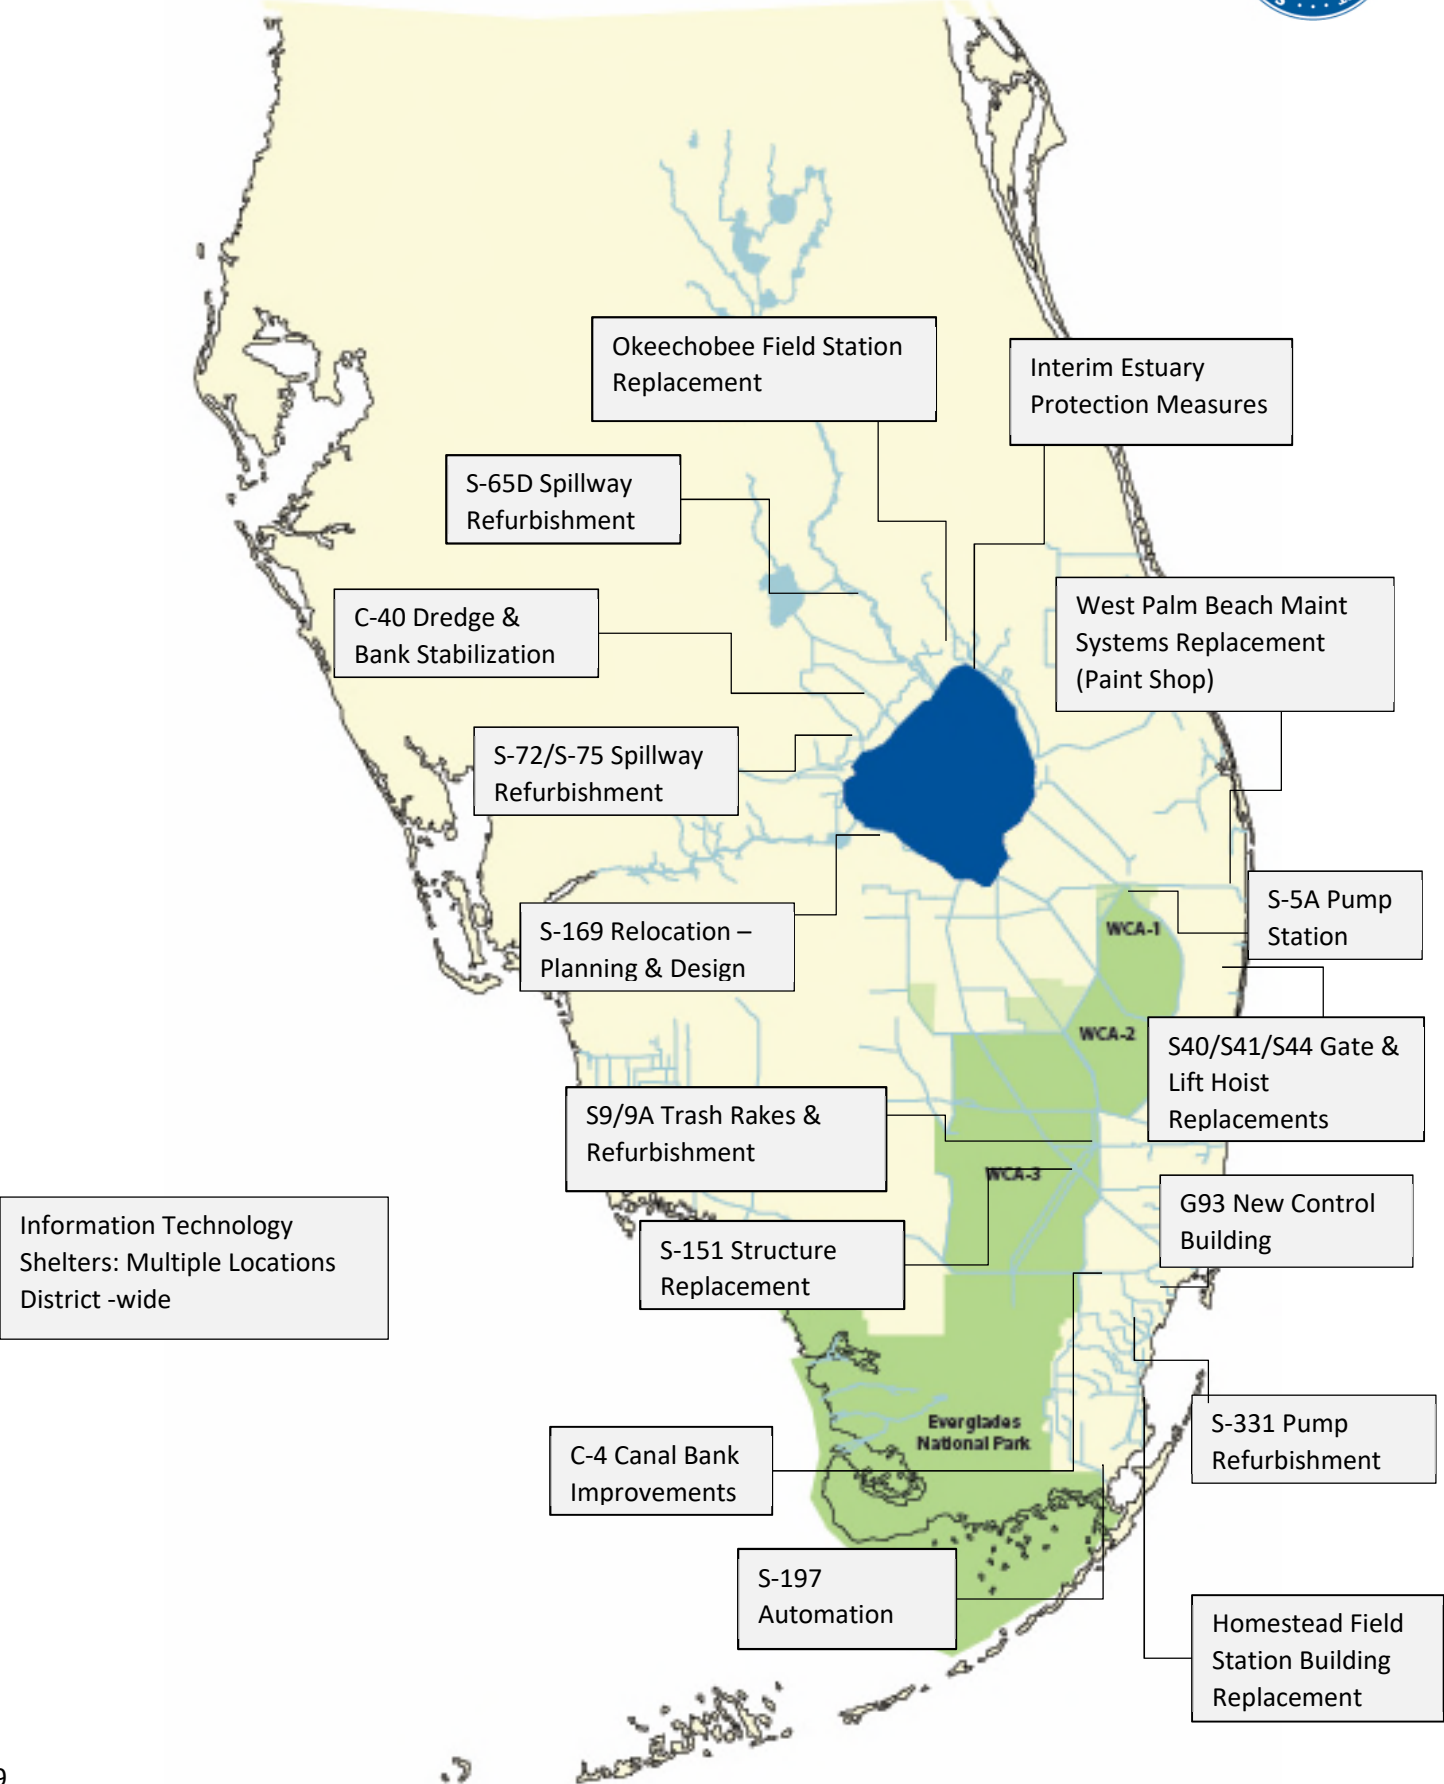 Okeechobee Field Station
Replacement
Interim Estuary
Protection Measures
S-65D Spillway
Refurbishment
C-40 Dredge &
Bank Stabilization
West Palm Beach Maint
Systems Replacement
(Paint Shop)
S-72/S-75 Spillway
Refurbishment
S-169 Relocation –
Planning & Design
S-5A Pump
Station
WCA-1
WCA-2
S40/S41/S44 Gate &
Lift Hoist
Replacements
S9/9A Trash Rakes &
Refurbishment
WCA-3
G93 New Control
Building
Information Technology
Shelters: Multiple Locations
District -wide
S-151 Structure
Replacement
Everglades
National Park
S-331 Pump
Refurbishment
C-4 Canal Bank
Improvements
S-197
Automation
Homestead Field
Station Building
Replacement
9